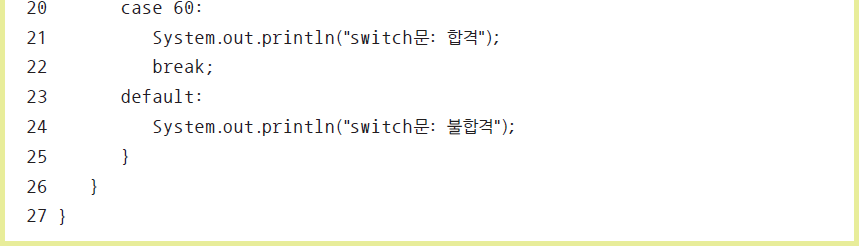 20 case 60:
21 System.out.println("switch문: 합격");
22 break;
23 default:
24 System.out.println("switch문: 불합격");
25 }
26 }
27 }